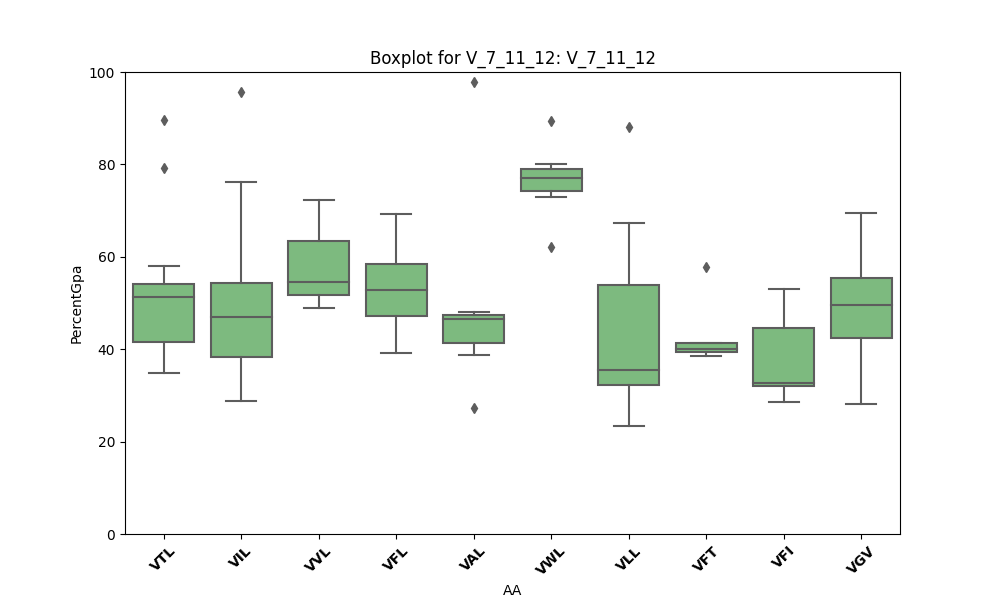 Boxplot for V_7_11_12: V_7_11_12
PercentGpa
100
80
60
40
20
0
VTL
VIL
VVL
VFL
VAL
VWL
VLL
VFT
VFI
VGV
AA